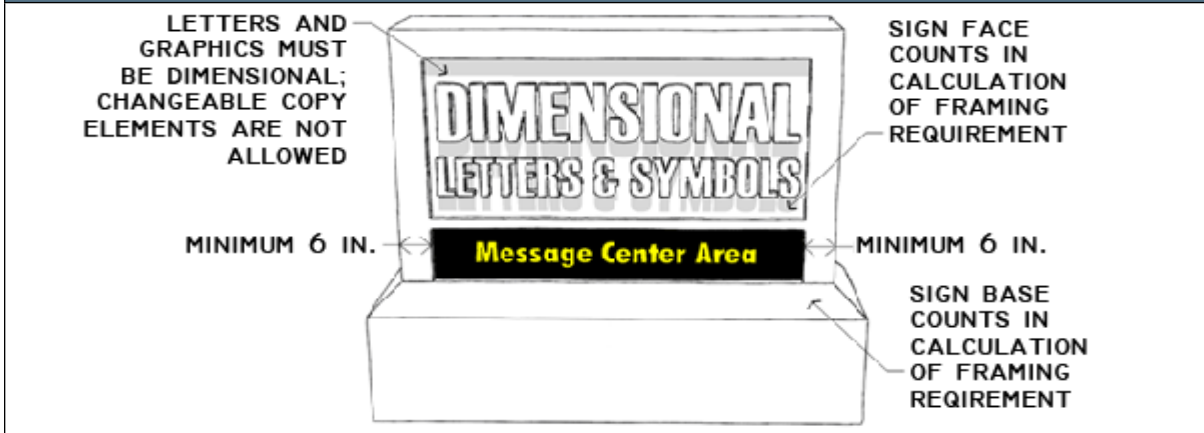 LETTERS AND
GRAPHICS MUST
BE DIMENSIONAL;
CHANGEABLE COPY
ELEMENTS ARE NOT
ALLOWED
SIGN FACE
COUNTS IN
CALCULATION
OF FRAMING
REQUIREMENT
DIMENSIONAL
LETTERS & SYMBOLS
MINIMUM 6 IN.
Message Center Area
MINIMUM 6 IN.
SIGN BASE
COUNTS IN
CALCULATION
OF FRAMING
REQIREMENT